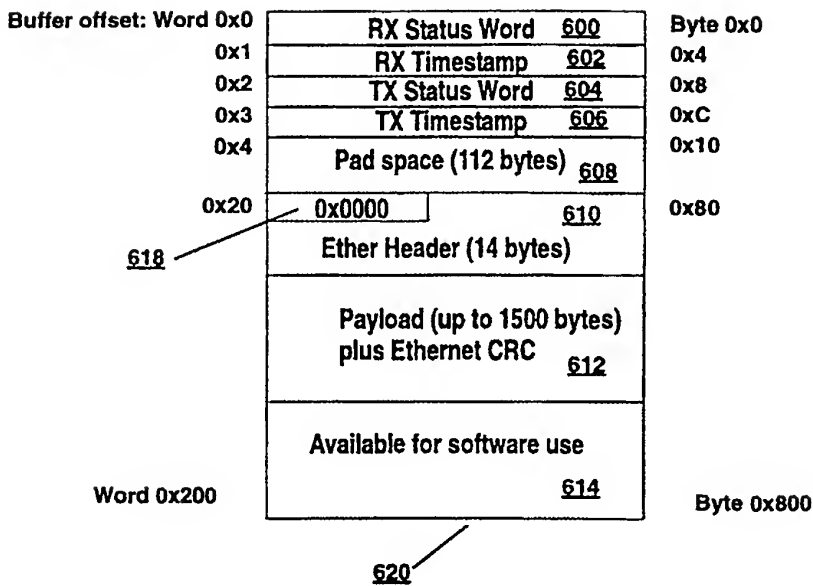 Buffer offset: Word 0x0 RX Status Word 600 Byte 0x0
0x1 RX Timestamp 602 0x4
0x2 TX Status Word 604 0x8
0x3 TX Timestamp 606 0xC
0x4 Pad space (112 bytes) 608 0x10
0x20 0x0000 610 0x80
618 Ether Header (14 bytes)
Payload (up to 1500 bytes)
plus Ethernet CRC 612
Available for software use
Word 0x200 614 Byte 0x800
620